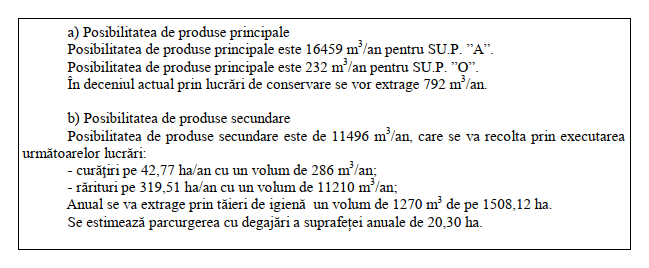 a) Posibilitatea de produse principale
Posibilitatea de produse principale este 16459 m³/an pentru SU.P. ”A”.
Posibilitatea de produse principale este 232 m³/an pentru SU.P. ”O”.
În deceniul actual prin lucrări de conservare se vor extrage 792 m³/an.
b) Posibilitatea de produse secundare
Posibilitatea de produse secundare este de 11496 m³/an, care se va recolta prin executarea
următoarelor lucrări:
- curăţiri pe 42,77 ha/an cu un volum de 286 m³/an;
- rărituri pe 319,51 ha/an cu un volum de 11210 m³/an;
Anual se va extrage prin tăieri de igienă un volum de 1270 m³ de pe 1508,12 ha.
Se estimează parcurgerea cu degajări a suprafeței anuale de 20,30 ha.